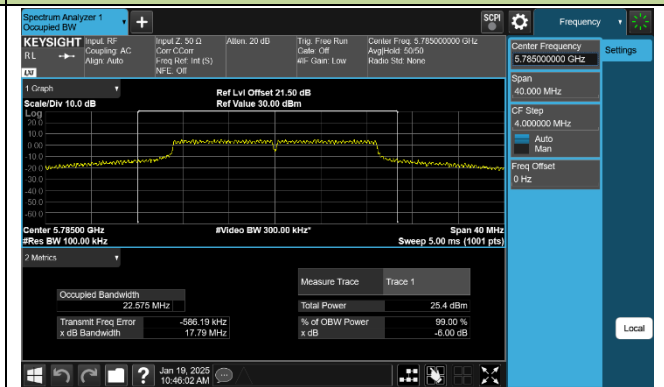 Spectrum Analyzer 1
Occupied BW
+
SCPI
Frequency
KEYSIGHT
RL
LXI
Input: RF
Coupling: AC
Align: Auto
Input Z: 50 Ω
Corr CCorr
Freq Ref: Int (S)
NFE: Off
Atten: 20 dB
Trig: Free Run
Gate: Off
#IF Gain: Low
Center Freq: 5.785000000 GHz
Avg|Hold: 50/50
Radio Std: None
Center Frequency
5.785000000 GHz
Settings
Span
40.000 MHz
CF Step
4.000000 MHz
Auto
Man
Freq Offset
0 Hz
Local
1 Graph
Scale/Div 10.0 dB
Ref Lvl Offset 21.50 dB
Ref Value 30.00 dBm
Log
20.0
10.0
0.00
-10.0
-20.0
-30.0
-40.0
-50.0
-60.0
Center 5.78500 GHz
#Res BW 100.00 kHz
#Video BW 300.00 kHz*
Span 40 MHz
Sweep 5.00 ms (1001 pts)
2 Metrics
Occupied Bandwidth
22.575 MHz
Transmit Freq Error -586.19 kHz
x dB Bandwidth 17.79 MHz
Measure Trace Trace 1
Total Power 25.4 dBm
% of OBW Power 99.00 %
x dB -6.00 dB
?
Jan 19, 2025
10:46:02 AM